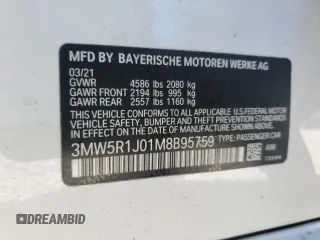 MFD BY BAYERISCHE MOTOREN WERKE AG
03/21
GVWR 4586 lbs 2080 kg
GAWR FRONT 2194 lbs 995 kg
GAWR REAR 2557 lbs 1160 kg
THIS VEHICLE CONFORMS TO ALL APPLICABLE
U.S. FEDERAL MOTOR VEHICLE SAFETY,
BUMPER, AND THEFT PREVENTION STANDARDS
IN EFFECT ON THE DATE OF MANUFACTURE
SHOWN ABOVE.
3MW5R1J01M8B95759
TYPE: PASSENGER CAR
A96
DREAMBID